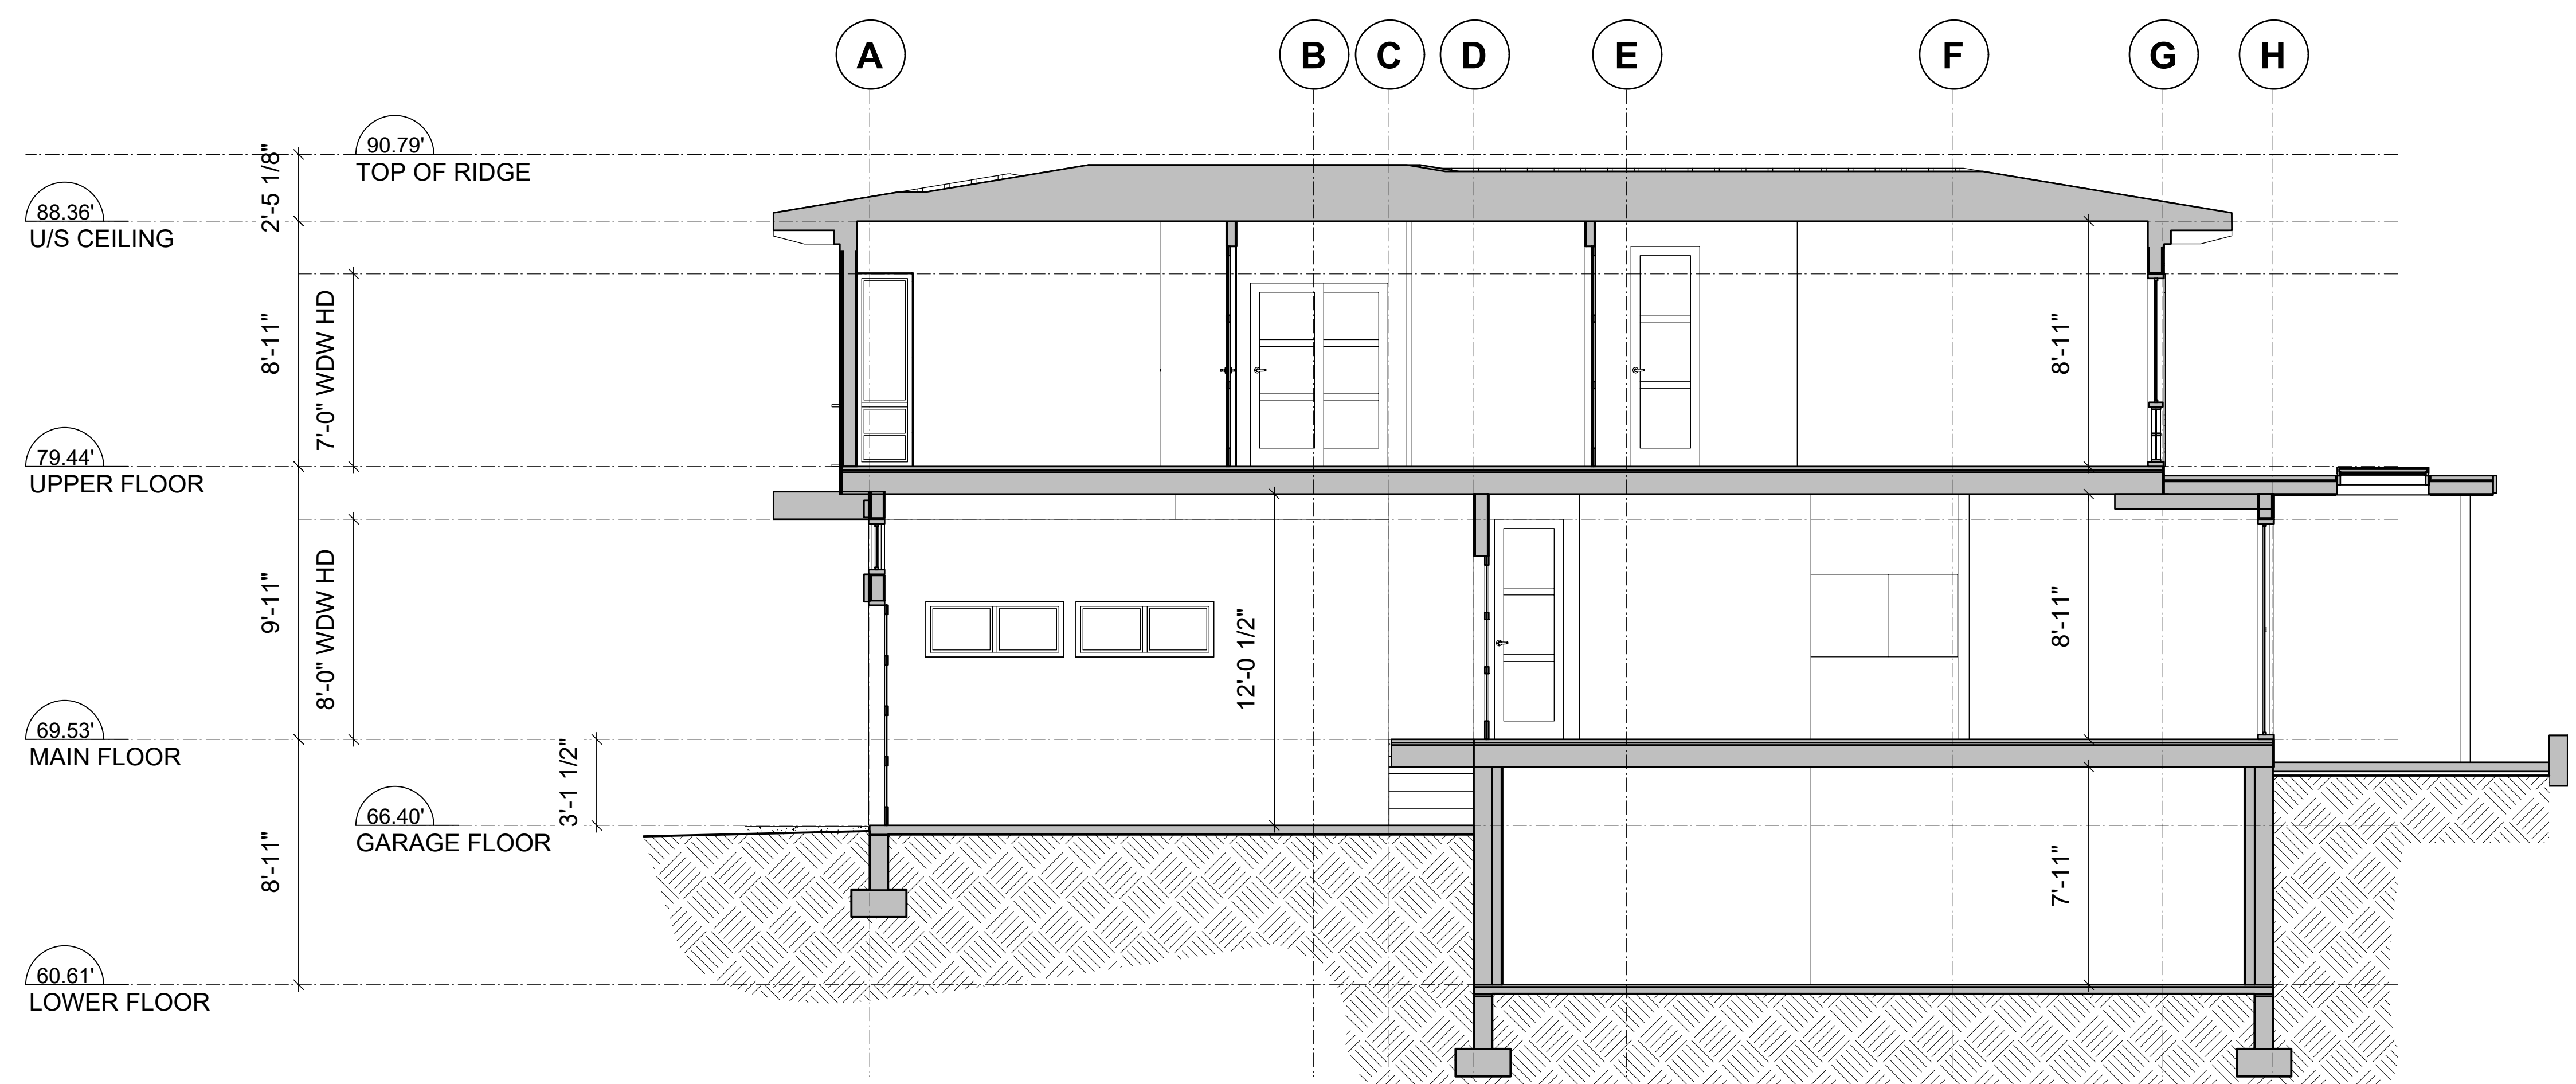 A
B
C
D
E
F
G
H
90.79'
TOP OF RIDGE
2'-5 1/8"
88.36'
U/S CEILING
8'-11"
7'-0" WDW HD
8'-11"
79.44'
UPPER FLOOR
9'-11"
8'-0" WDW HD
12'-0 1/2"
8'-11"
69.53'
MAIN FLOOR
3'-1 1/2"
66.40'
GARAGE FLOOR
8'-11"
7'-11"
60.61'
LOWER FLOOR